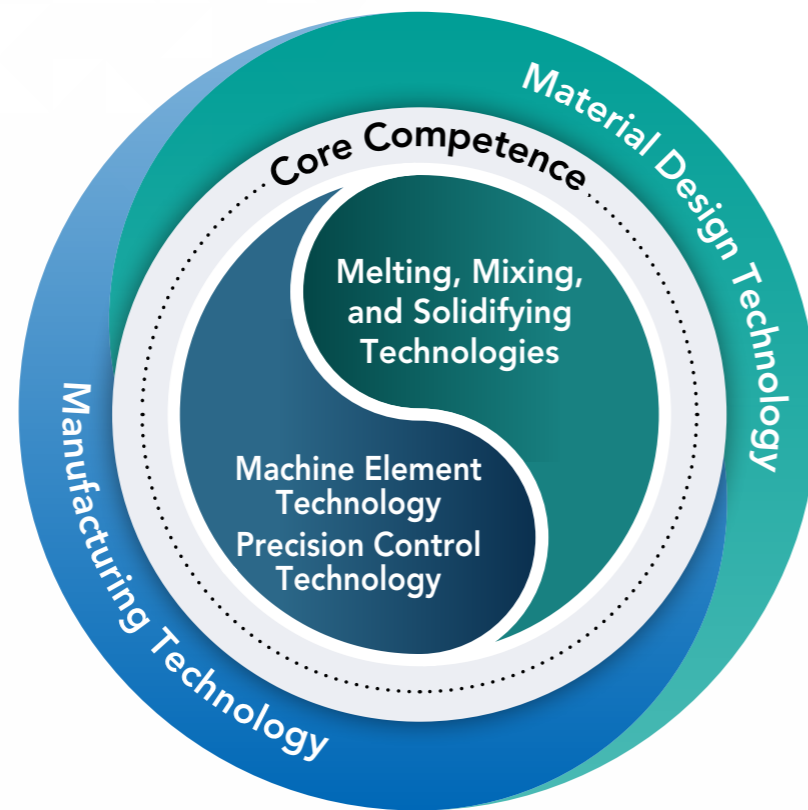 Material Design Technology
Core Competence
Melting, Mixing,
and Solidifying
Technologies
Machine Element
Technology
Precision Control
Technology
Manufacturing Technology